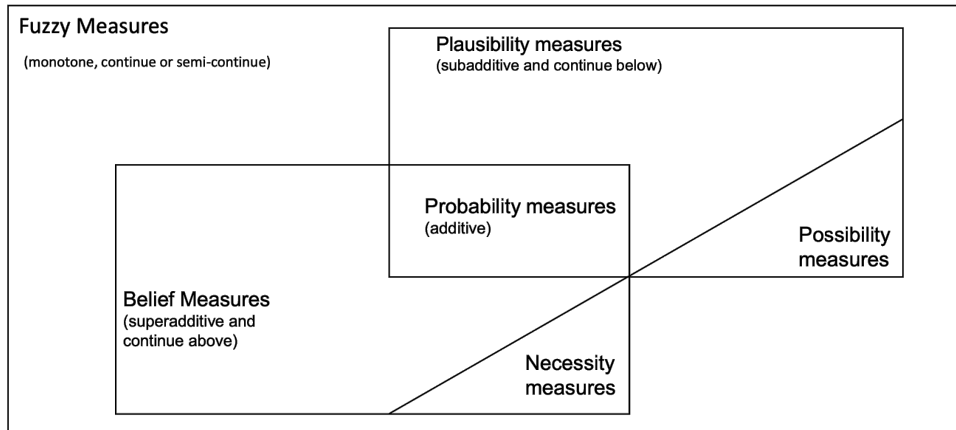 Fuzzy Measures
(monotone, continue or semi-continue)
Plausibility measures
(subadditive and continue below)
Probability measures
(additive)
Possibility
measures
Belief Measures
(superadditive and
continue above)
Necessity
measures